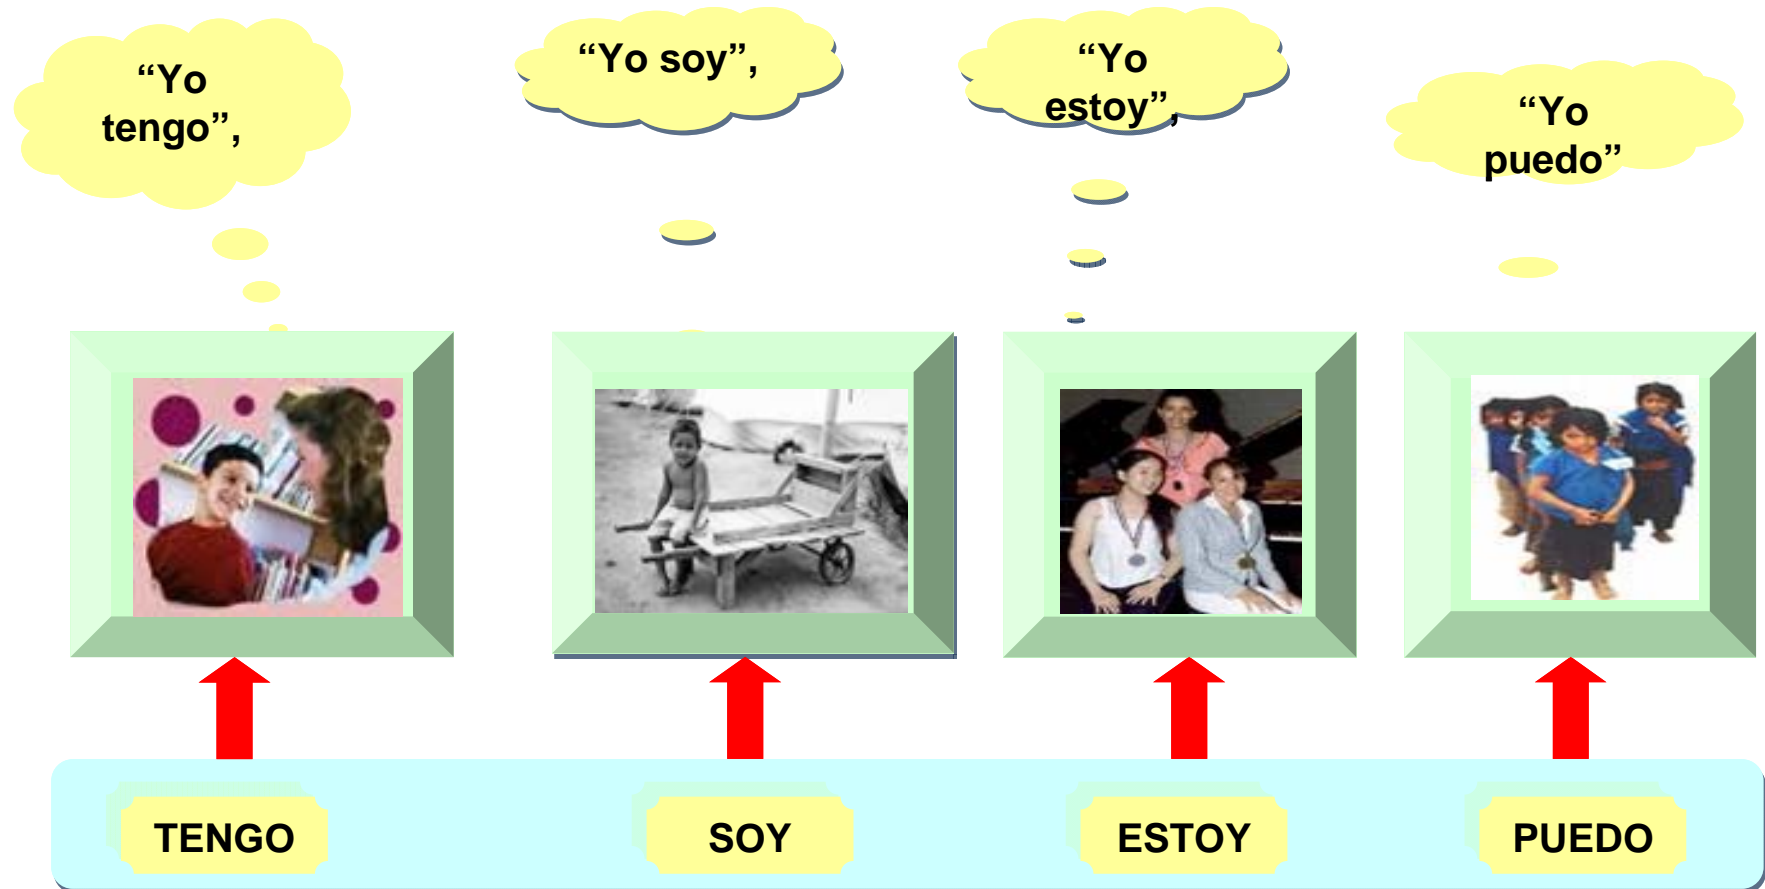 “Yo
tengo”,
“Yo soy”,
“Yo
estoy”,
“Yo
puedo”
TENGO
SOY
ESTOY
PUEDO